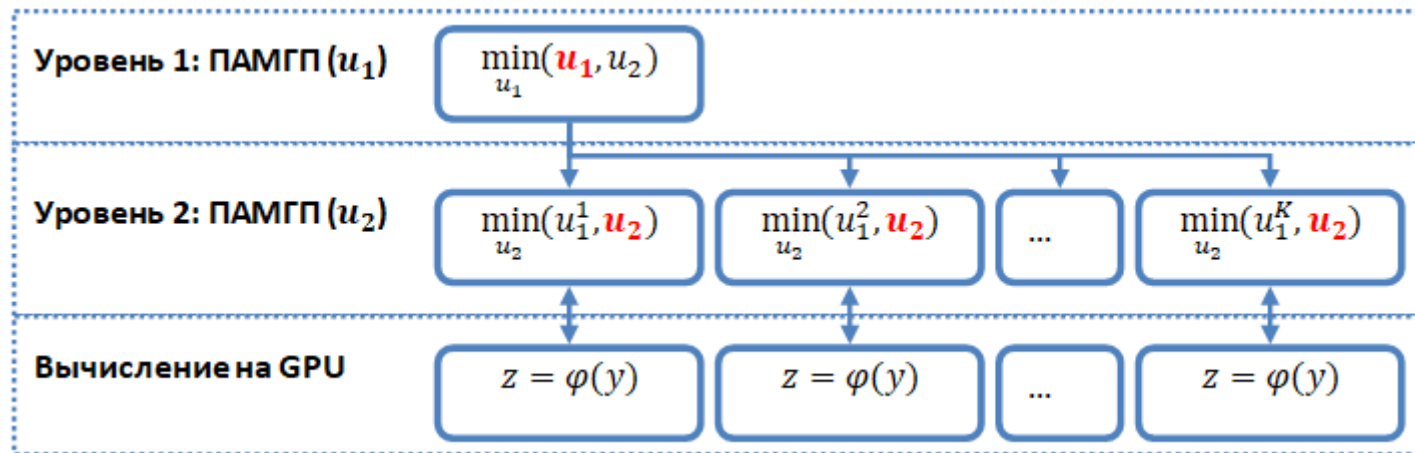 Уровень 1: ПАМГП (u₁) min(u₁, u₂)
u₁
Уровень 2: ПАМГП (u₂) min(u₁¹, u₂) min(u₁², u₂) ... min(u₁ᴷ, u₂)
u₂ u₂ u₂
Вычисление на GPU z = φ(y) z = φ(y) ... z = φ(y)